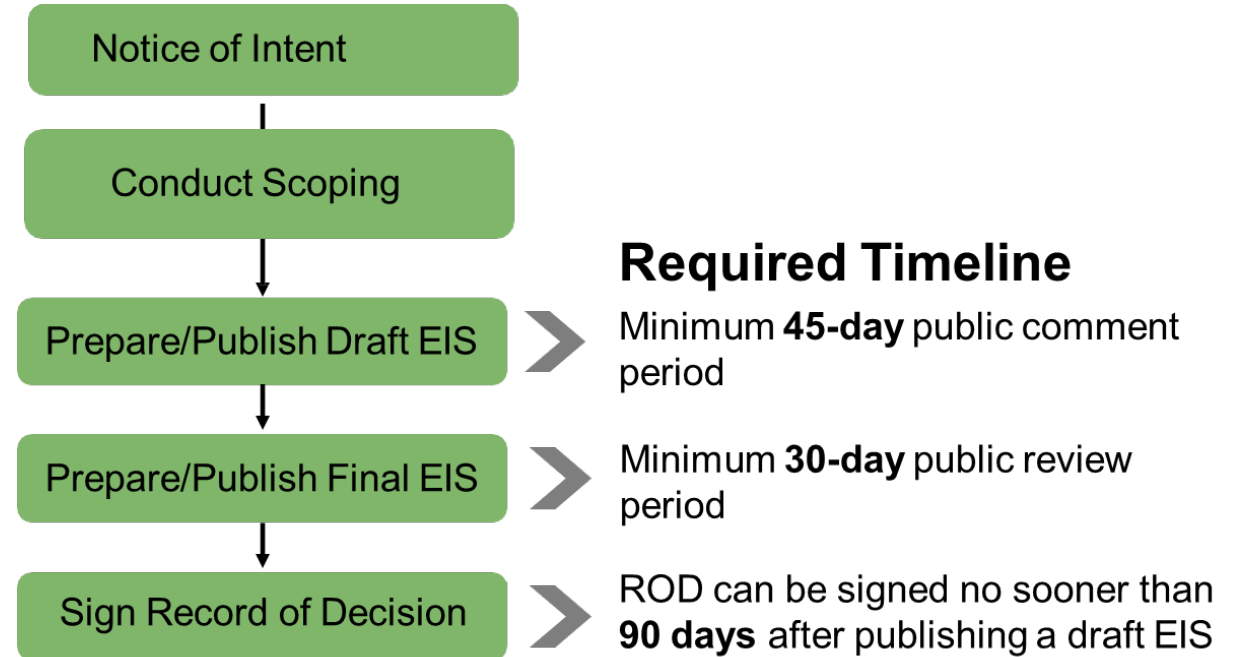 Notice of Intent
Conduct Scoping
Required Timeline
Prepare/Publish Draft EIS
Minimum 45-day public comment
period
Prepare/Publish Final EIS
Minimum 30-day public review
period
Sign Record of Decision
ROD can be signed no sooner than
90 days after publishing a draft EIS